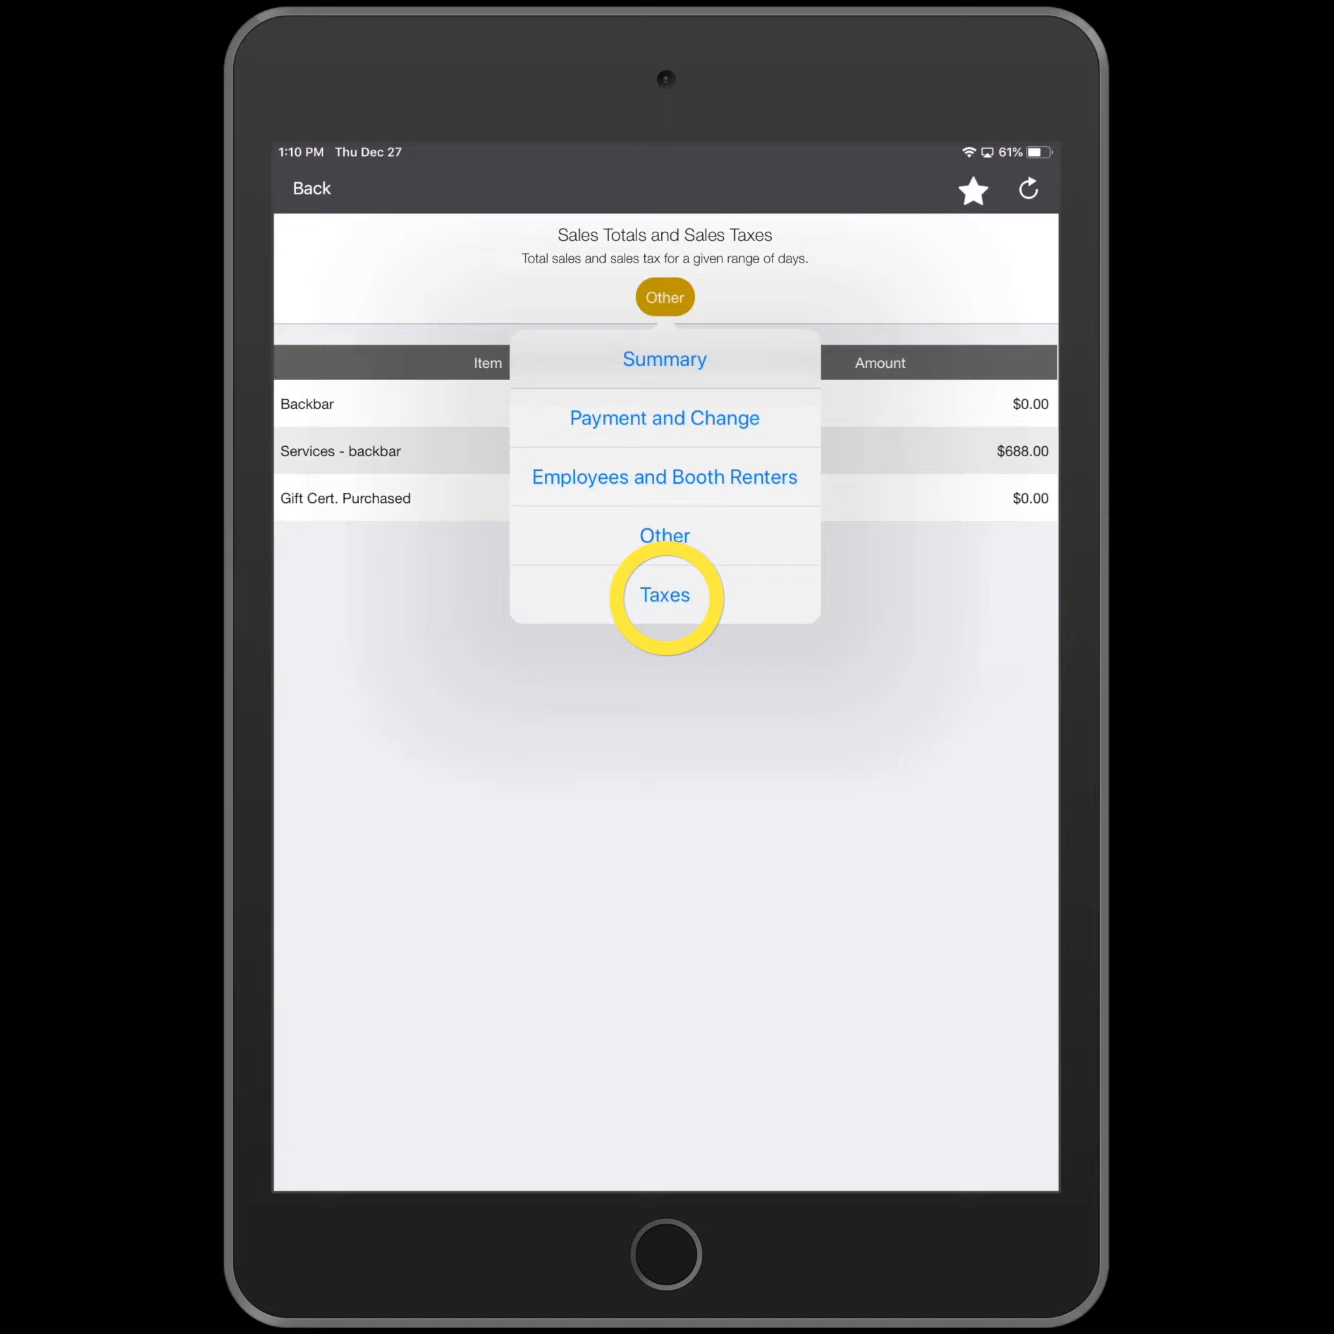 1:10 PM Thu Dec 27
61%
Back
Sales Totals and Sales Taxes
Total sales and sales tax for a given range of days.
Other
Summary
Item
Amount
Backbar
$0.00
Payment and Change
Services - backbar
$688.00
Employees and Booth Renters
Gift Cert. Purchased
$0.00
Other
Taxes